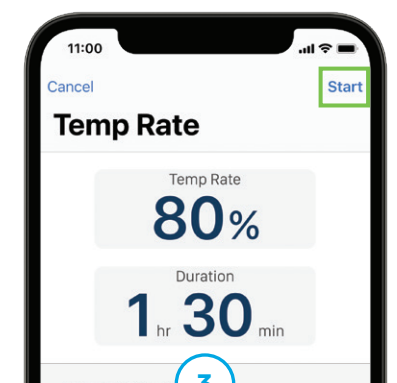 11:00
Cancel Start
Temp Rate
Temp Rate
80%
Duration
1 hr 30 min
3